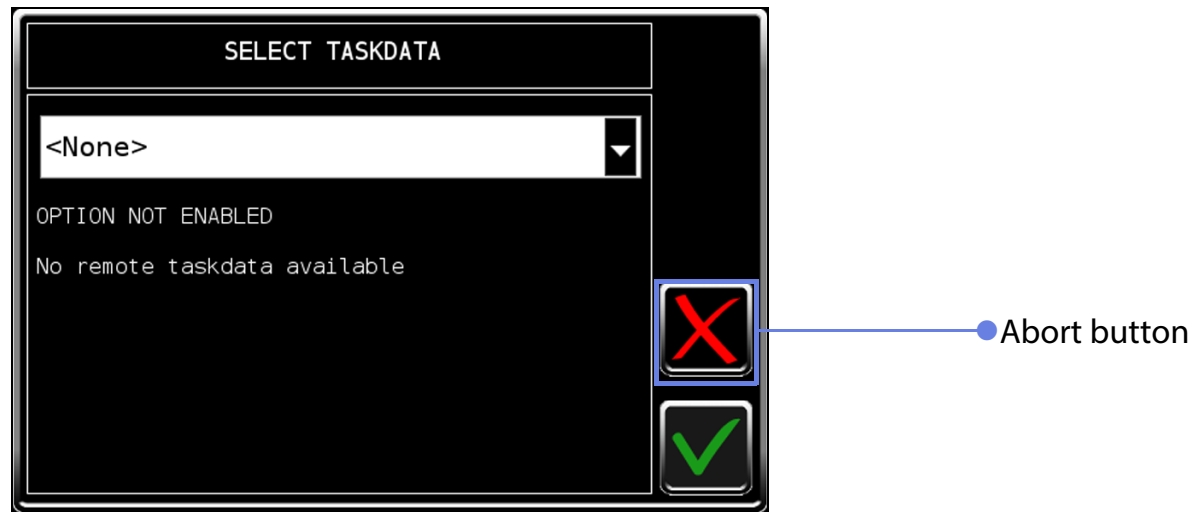 SELECT TASKDATA
<None>
OPTION NOT ENABLED
No remote taskdata available
Abort button